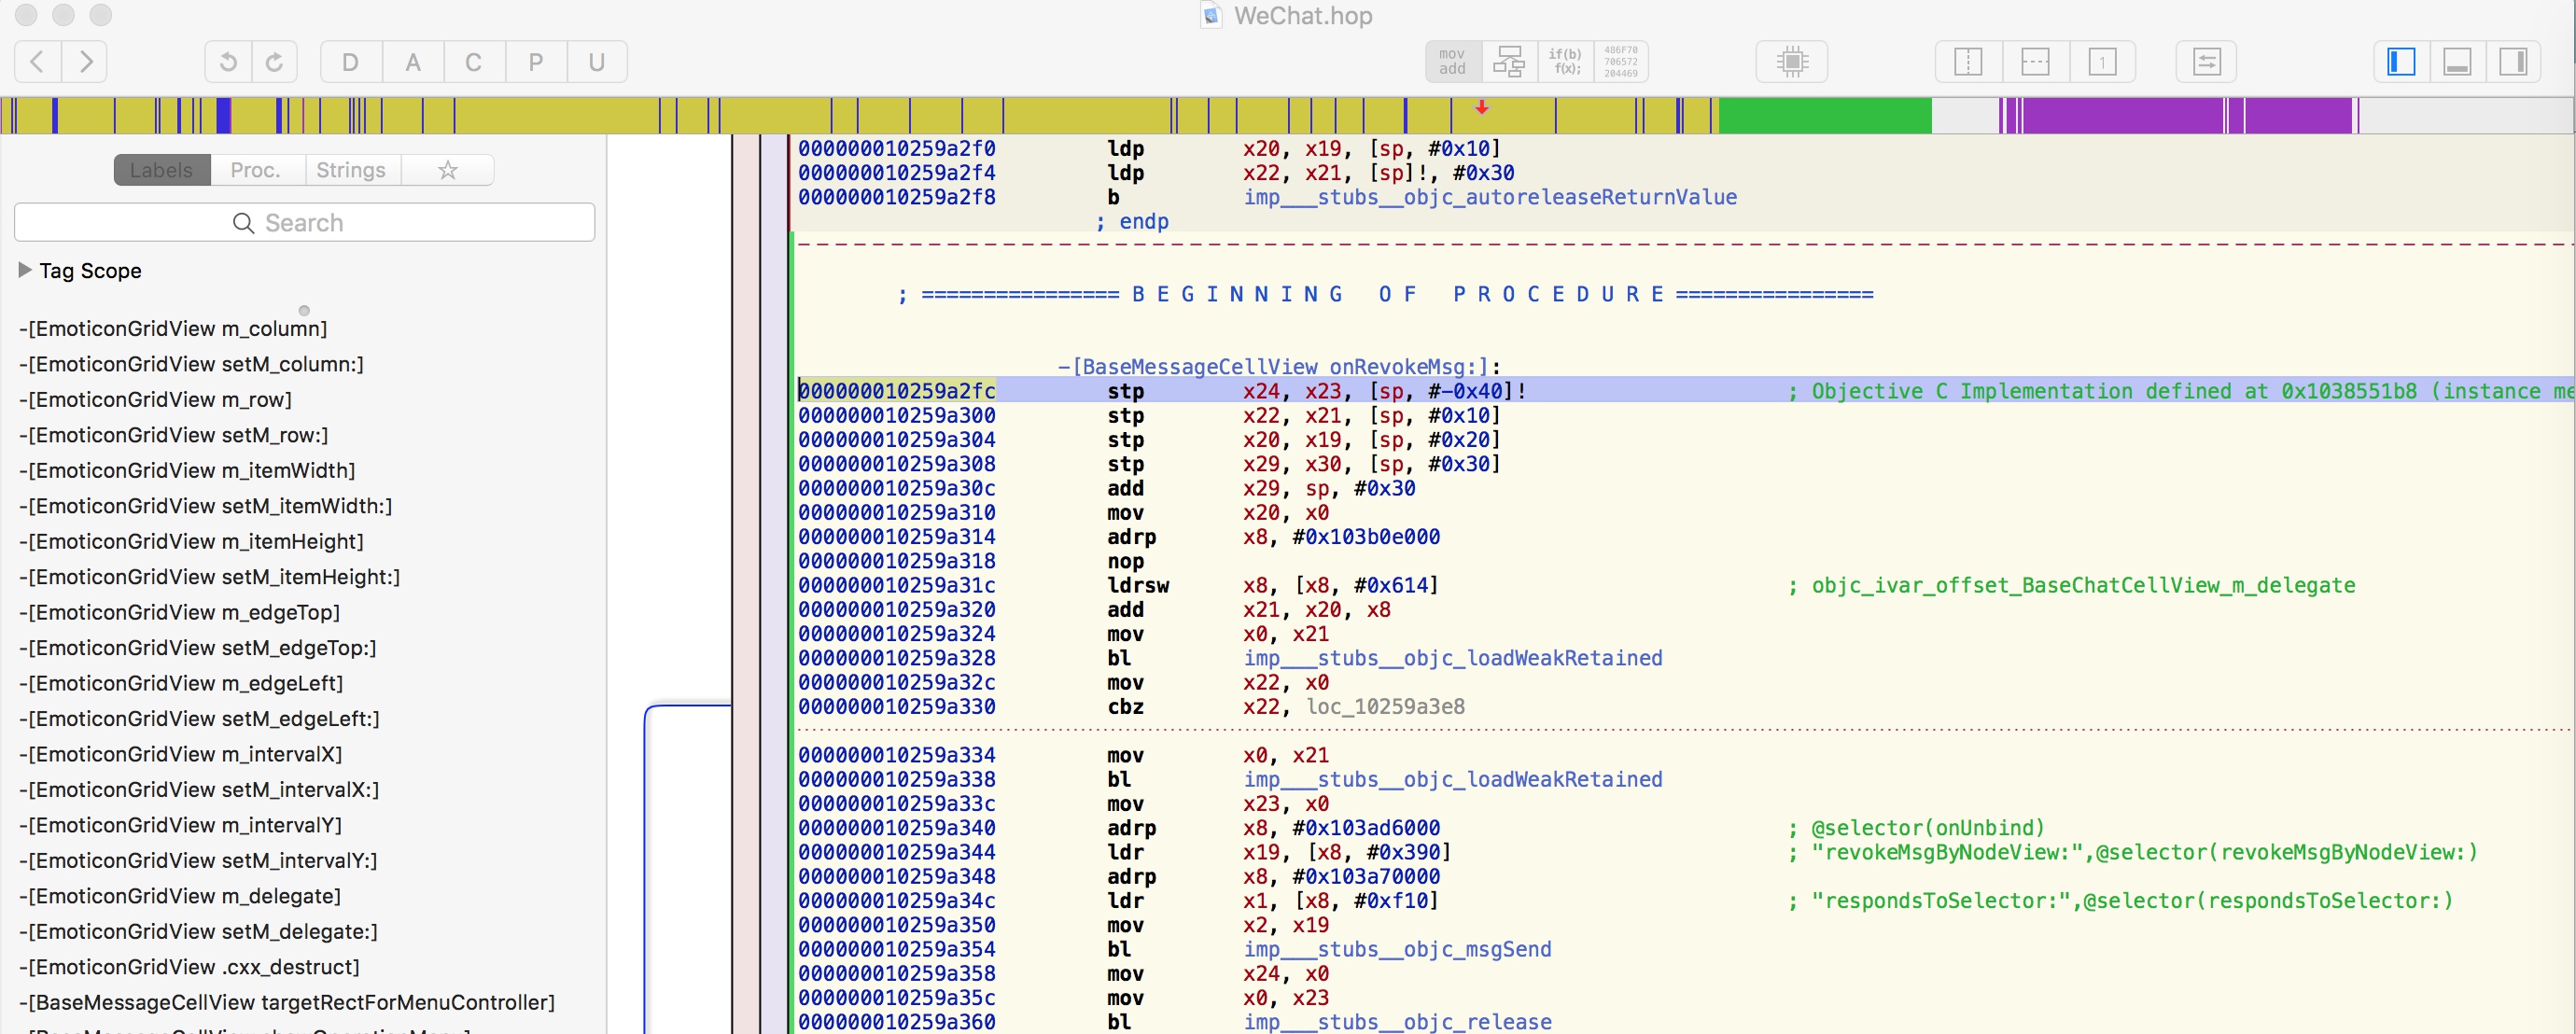 WeChat.hop
D A C P U
mov add
if(b) f(x);
486F70 706572 204469
1
Labels Proc. Strings
Search
Tag Scope
-[EmoticonGridView m_column]
-[EmoticonGridView setM_column:]
-[EmoticonGridView m_row]
-[EmoticonGridView setM_row:]
-[EmoticonGridView m_itemWidth]
-[EmoticonGridView setM_itemWidth:]
-[EmoticonGridView m_itemHeight]
-[EmoticonGridView setM_itemHeight:]
-[EmoticonGridView m_edgeTop]
-[EmoticonGridView setM_edgeTop:]
-[EmoticonGridView m_edgeLeft]
-[EmoticonGridView setM_edgeLeft:]
-[EmoticonGridView m_intervalX]
-[EmoticonGridView setM_intervalX:]
-[EmoticonGridView m_intervalY]
-[EmoticonGridView setM_intervalY:]
-[EmoticonGridView m_delegate]
-[EmoticonGridView setM_delegate:]
-[EmoticonGridView .cxx_destruct]
-[BaseMessageCellView targetRectForMenuController]
000000010259a2f0 ldp x20, x19, [sp, #0x10]
000000010259a2f4 ldp x22, x21, [sp]!, #0x30
000000010259a2f8 b imp___stubs__objc_autoreleaseReturnValue
; endp
; ================ B E G I N N I N G   O F   P R O C E D U R E ================
-[BaseMessageCellView onRevokeMsg:]:
000000010259a2fc stp x24, x23, [sp, #-0x40]! ; Objective C Implementation defined at 0x1038551b8 (instance me
000000010259a300 stp x22, x21, [sp, #0x10]
000000010259a304 stp x20, x19, [sp, #0x20]
000000010259a308 stp x29, x30, [sp, #0x30]
000000010259a30c add x29, sp, #0x30
000000010259a310 mov x20, x0
000000010259a314 adrp x8, #0x103b0e000
000000010259a318 nop
000000010259a31c ldrsw x8, [x8, #0x614] ; objc_ivar_offset_BaseChatCellView_m_delegate
000000010259a320 add x21, x20, x8
000000010259a324 mov x0, x21
000000010259a328 bl imp___stubs__objc_loadWeakRetained
000000010259a32c mov x22, x0
000000010259a330 cbz x22, loc_10259a3e8
000000010259a334 mov x0, x21
000000010259a338 bl imp___stubs__objc_loadWeakRetained
000000010259a33c mov x23, x0
000000010259a340 adrp x8, #0x103ad6000 ; @selector(onUnbind)
000000010259a344 ldr x19, [x8, #0x390] ; "revokeMsgByNodeView:",@selector(revokeMsgByNodeView:)
000000010259a348 adrp x8, #0x103a70000
000000010259a34c ldr x1, [x8, #0xf10] ; "respondsToSelector:",@selector(respondsToSelector:)
000000010259a350 mov x2, x19
000000010259a354 bl imp___stubs__objc_msgSend
000000010259a358 mov x24, x0
000000010259a35c mov x0, x23
000000010259a360 bl imp___stubs__objc_release